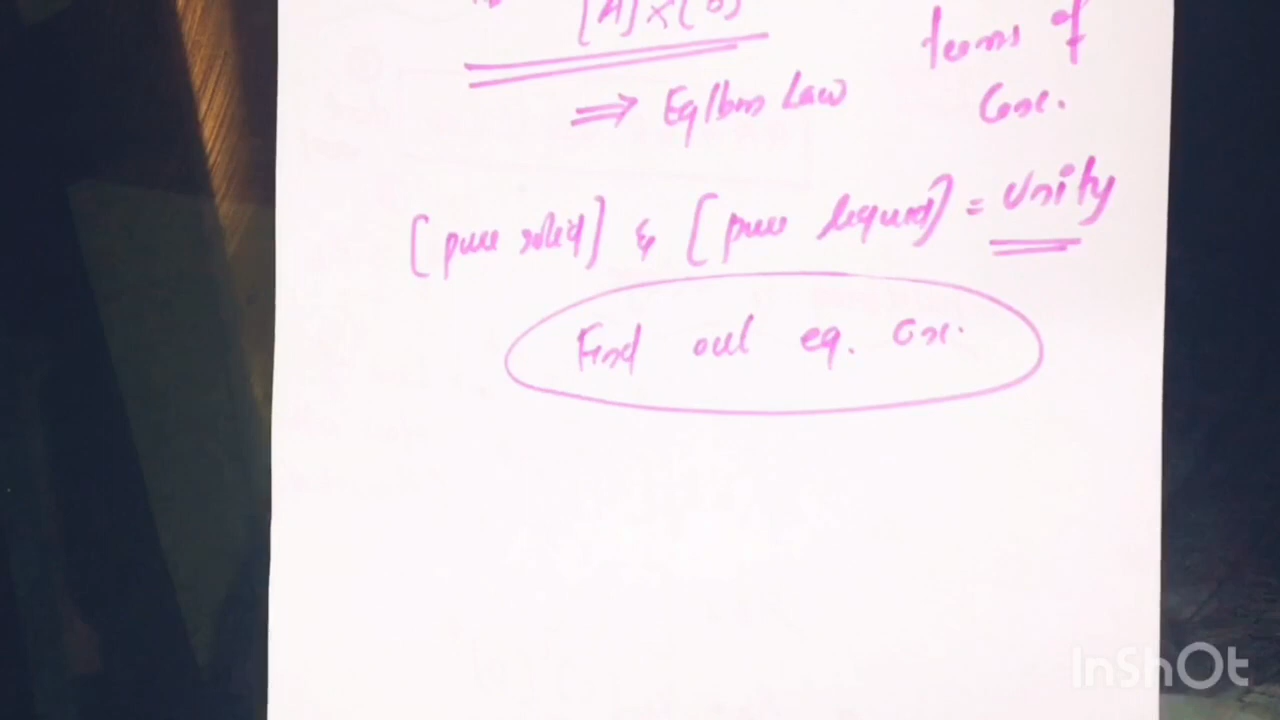 [A] x [B]
terms of
⇒ Eqlbm Law
Conc.
[pure solid] & [pure liquid] = Unity
Find out eq. Conc.
InShOt